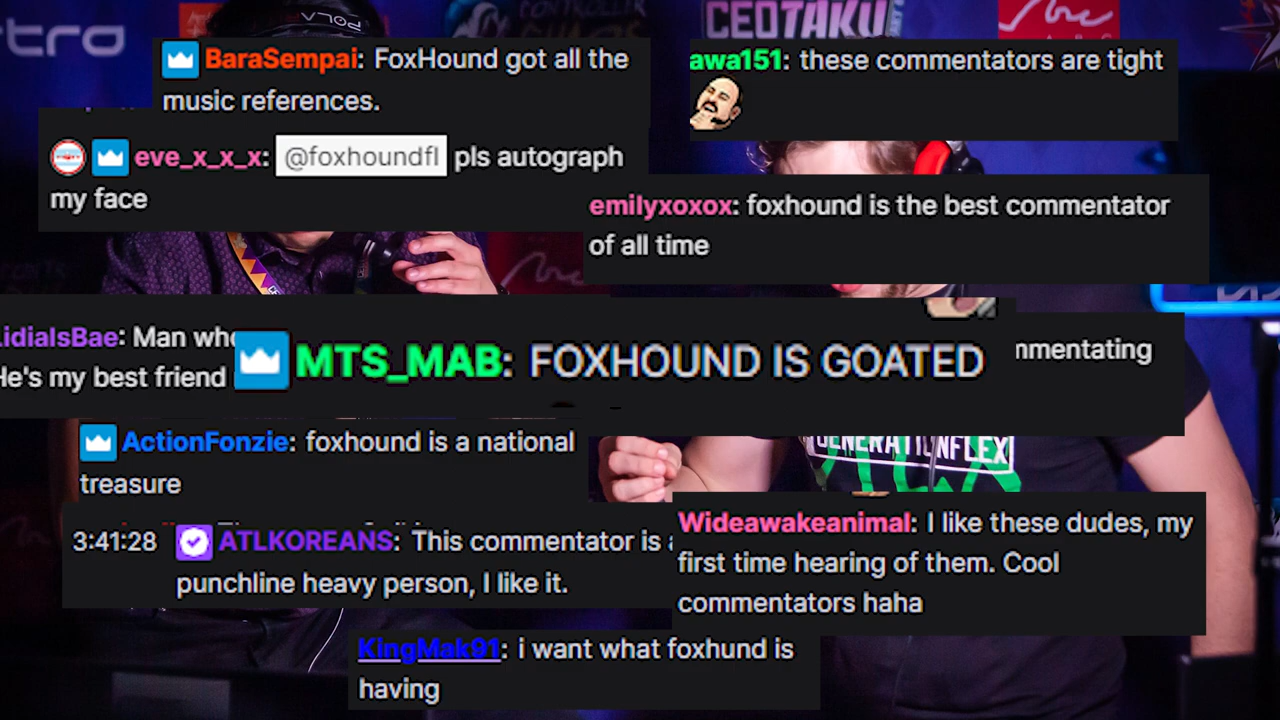 CEOTAKU
BaraSempai: FoxHound got all the
music references.
awa151: these commentators are tight
eve_x_x_x: @foxhoundfl pls autograph
my face
emilyxoxox: foxhound is the best commentator
of all time
idiaIsBae: Man
He's my best friend
MTS_MAB: FOXHOUND IS GOATED
nmentating
ActionFonzie: foxhound is a national
treasure
GENERATIONFLEX
3:41:28 ATLKOREANS: This commentator is
punchline heavy person, I like it.
Wideawakeanimal: I like these dudes, my
first time hearing of them. Cool
commentators haha
KingMak91: i want what foxhund is
having